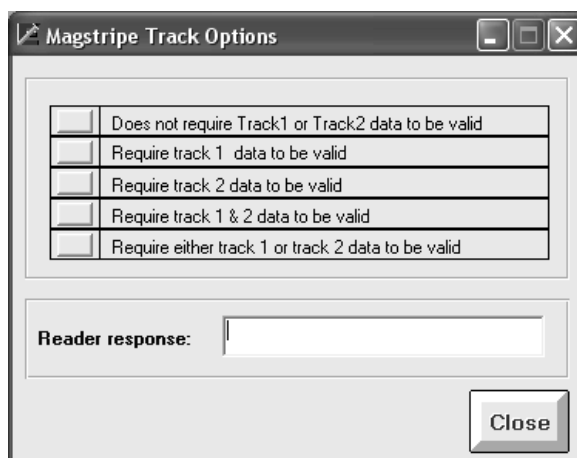 Magstripe Track Options
Does not require Track1 or Track2 data to be valid
Require track 1  data to be valid
Require track 2 data to be valid
Require track 1 & 2 data to be valid
Require either track 1 or track 2 data to be valid
Reader response:
Close